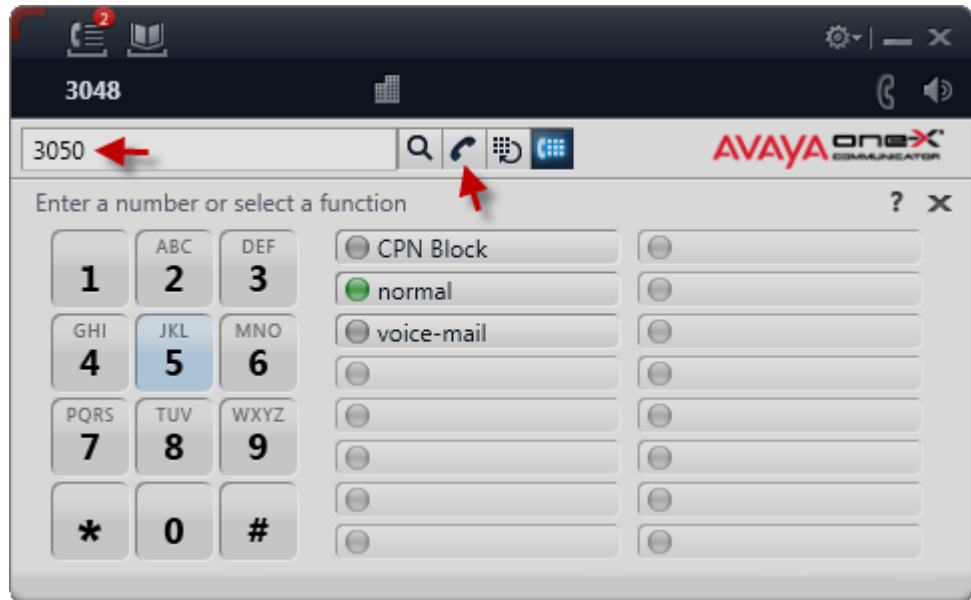 2
3048
3050
AVAYA one-X
COMMUNICATOR
Enter a number or select a function ?
1
ABC
2
DEF
3
GHI
4
JKL
5
MNO
6
PQRS
7
TUV
8
WXYZ
9
*
0
#
CPN Block
normal
voice-mail